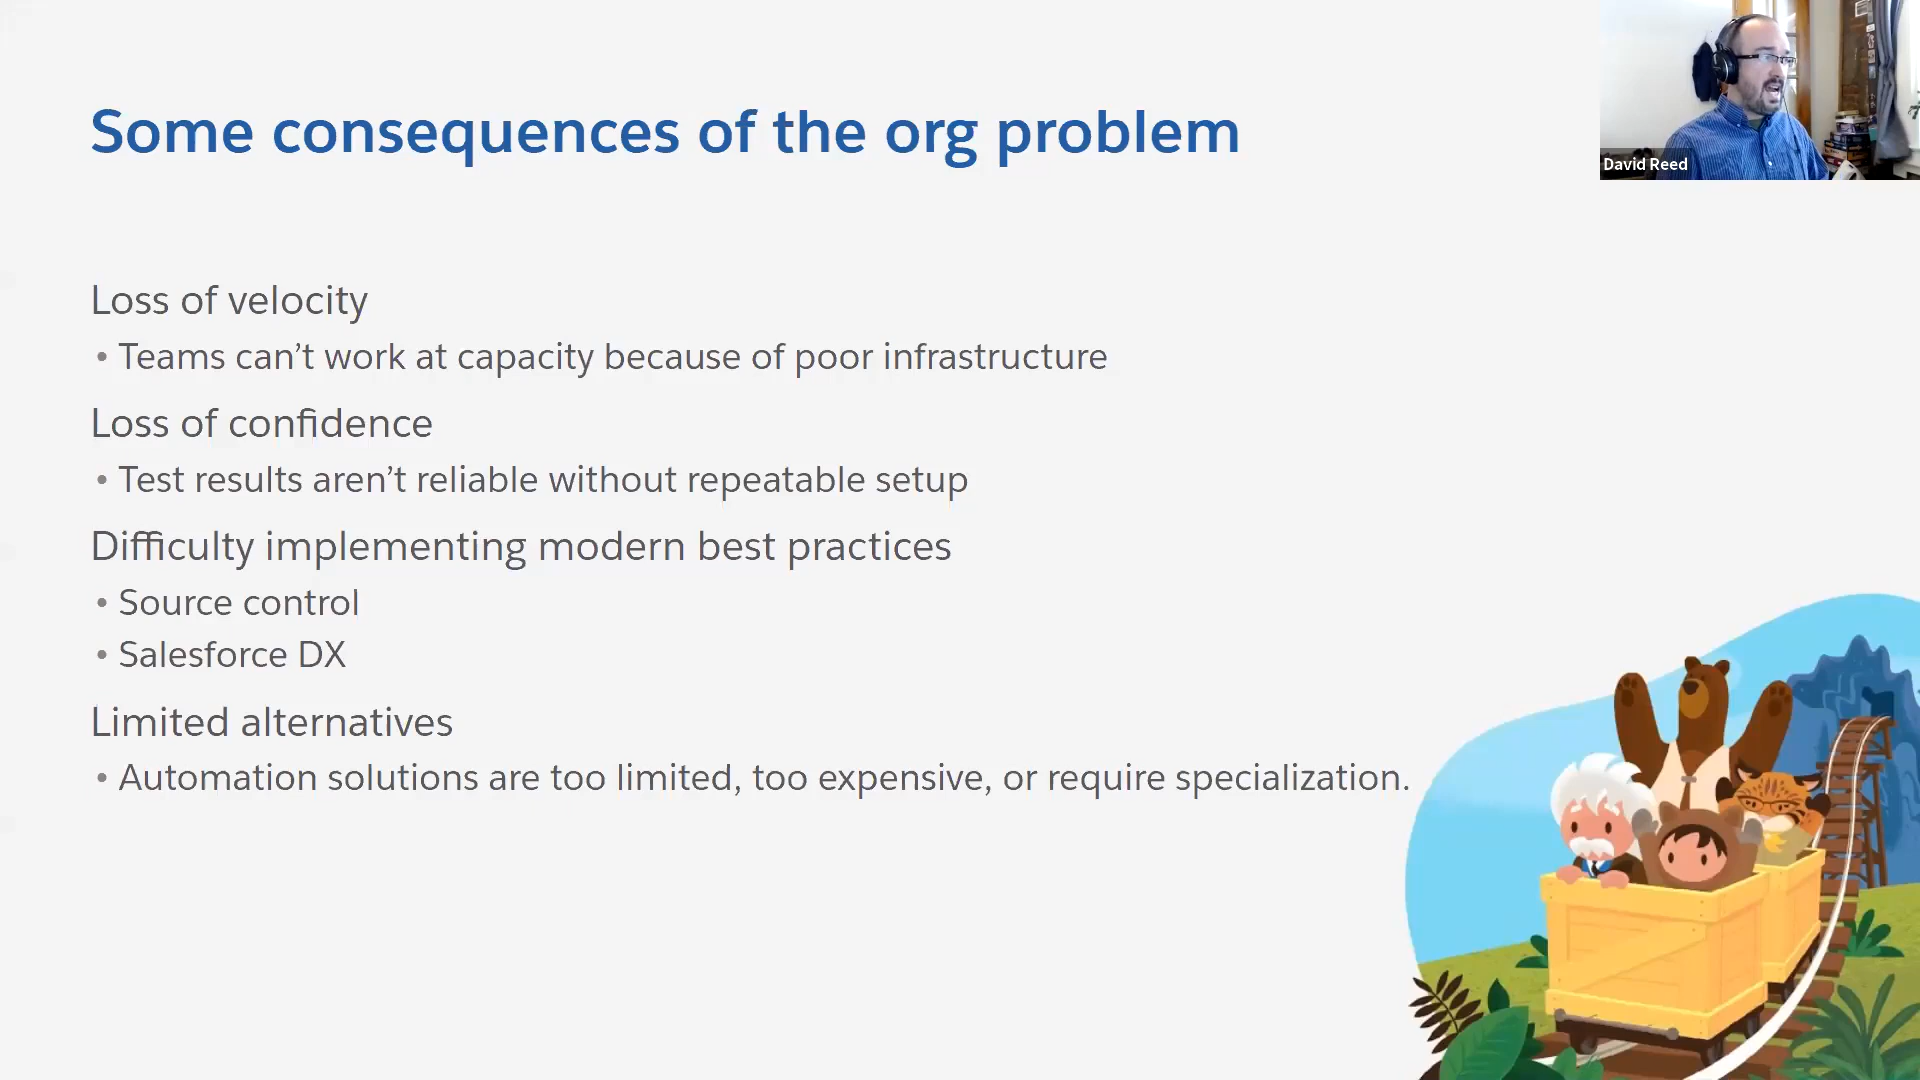 Some consequences of the org problem
David Reed
Loss of velocity
• Teams can’t work at capacity because of poor infrastructure
Loss of confidence
• Test results aren’t reliable without repeatable setup
Difficulty implementing modern best practices
• Source control
• Salesforce DX
Limited alternatives
• Automation solutions are too limited, too expensive, or require specialization.